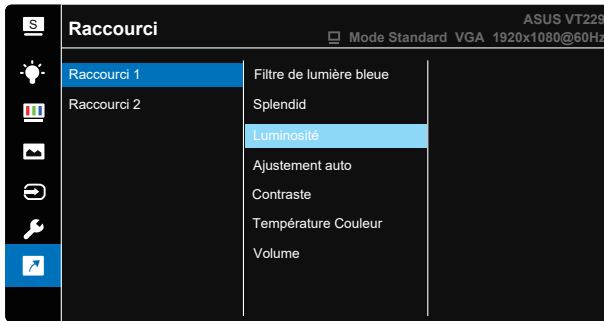 S
Raccourci
ASUS VT229
Mode Standard VGA 1920x1080@60Hz
Raccourci 1
Raccourci 2
Filtre de lumière bleue
Splendid
Luminosité
Ajustement auto
Contraste
Température Couleur
Volume